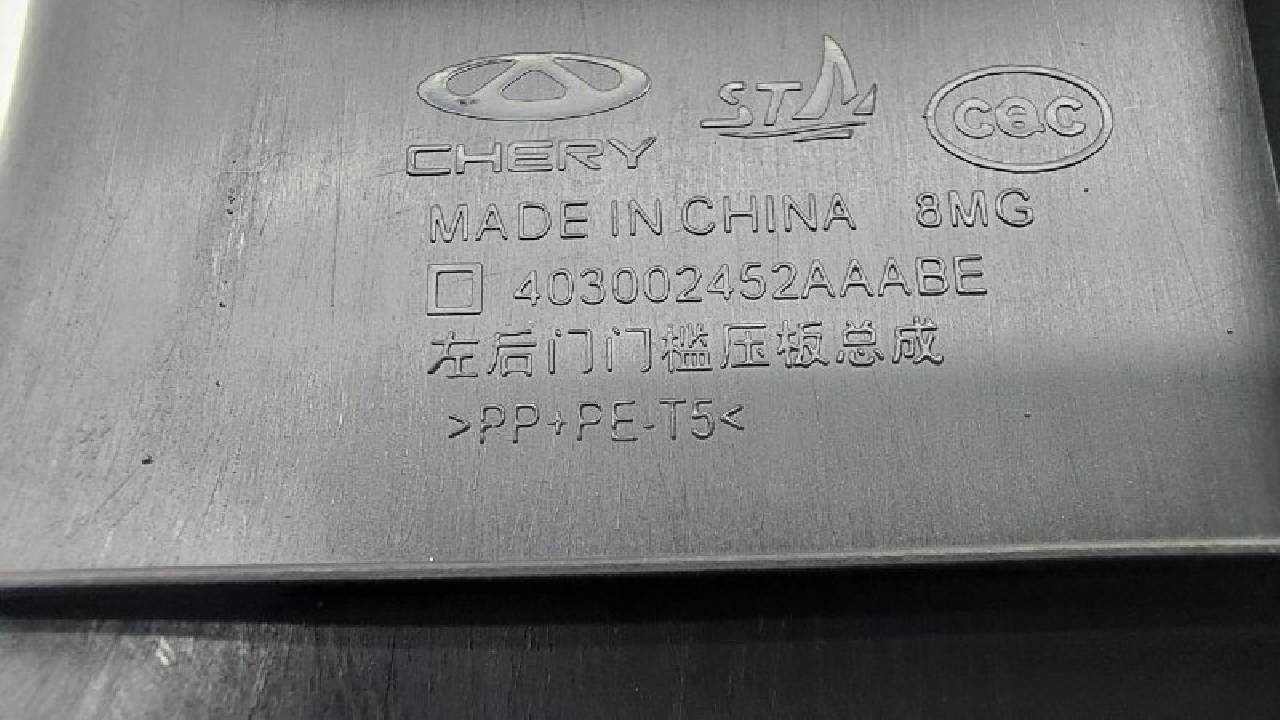 CHERY STM CQC
MADE IN CHINA 8MG
403002452AAABE
左后门门槛压板总成
>PP+PE-T5<